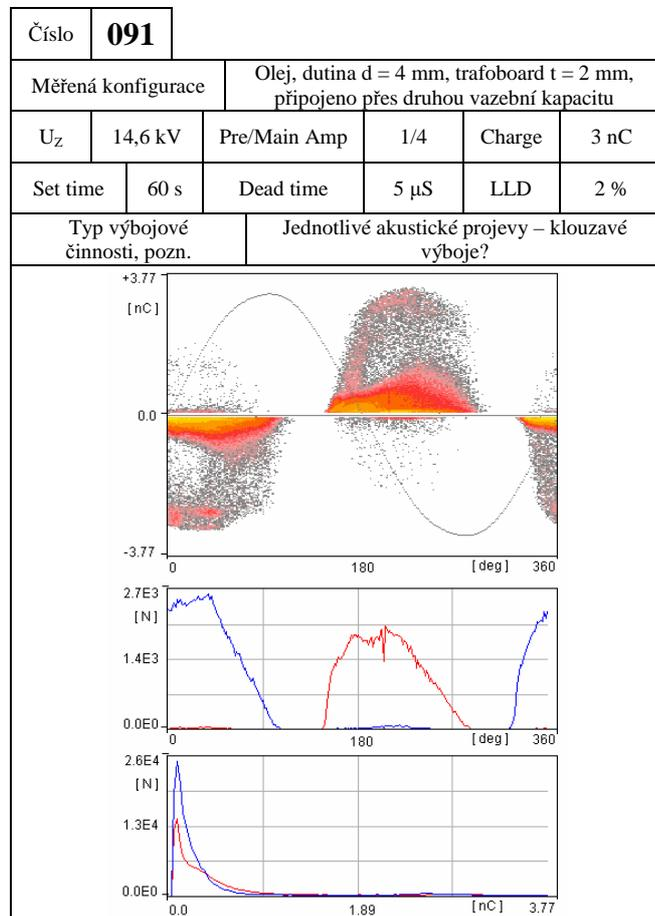 Číslo 091
Měřená konfigurace
Olej, dutina d = 4 mm, trafoboard t = 2 mm,
připojeno přes druhou vazební kapacitu
UZ 14,6 kV Pre/Main Amp 1/4 Charge 3 nC
Set time 60 s Dead time 5 μS LLD 2 %
Typ výbojové
činnosti, pozn.
Jednotlivé akustické projevy – klouzavé
výboje?
+3.77
[nC]
0.0
-3.77
0 180 [deg] 360
2.7E3
[N]
1.4E3
0.0E0
0 180 [deg] 360
2.6E4
[N]
1.3E4
0.0E0
0.0 1.89 [nC] 3.77